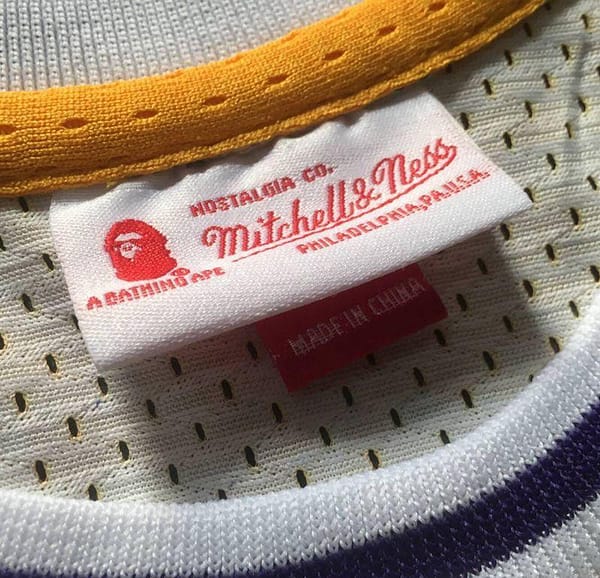 NOSTALGIA CO.
Mitchell & Ness
PHILADELPHIA, PA. U.S.A.
A BATHING APE®
MADE IN CHINA